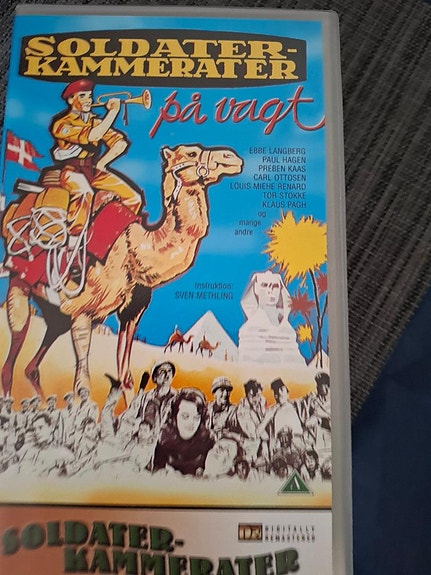 SOLDATER-
KAMMERATER
på vagt
EBBE LANGBERG
PAUL HAGEN
PREBEN KAAS
CARL OTTOSEN
LOUIS MIEHE RENARD
TOR STOKKE
KLAUS PAGH
og
mange
andre
Instruktion:
SVEN METHLING
A
DIGITALLY
REMASTERED
SOLDATER-
KAMMERATER